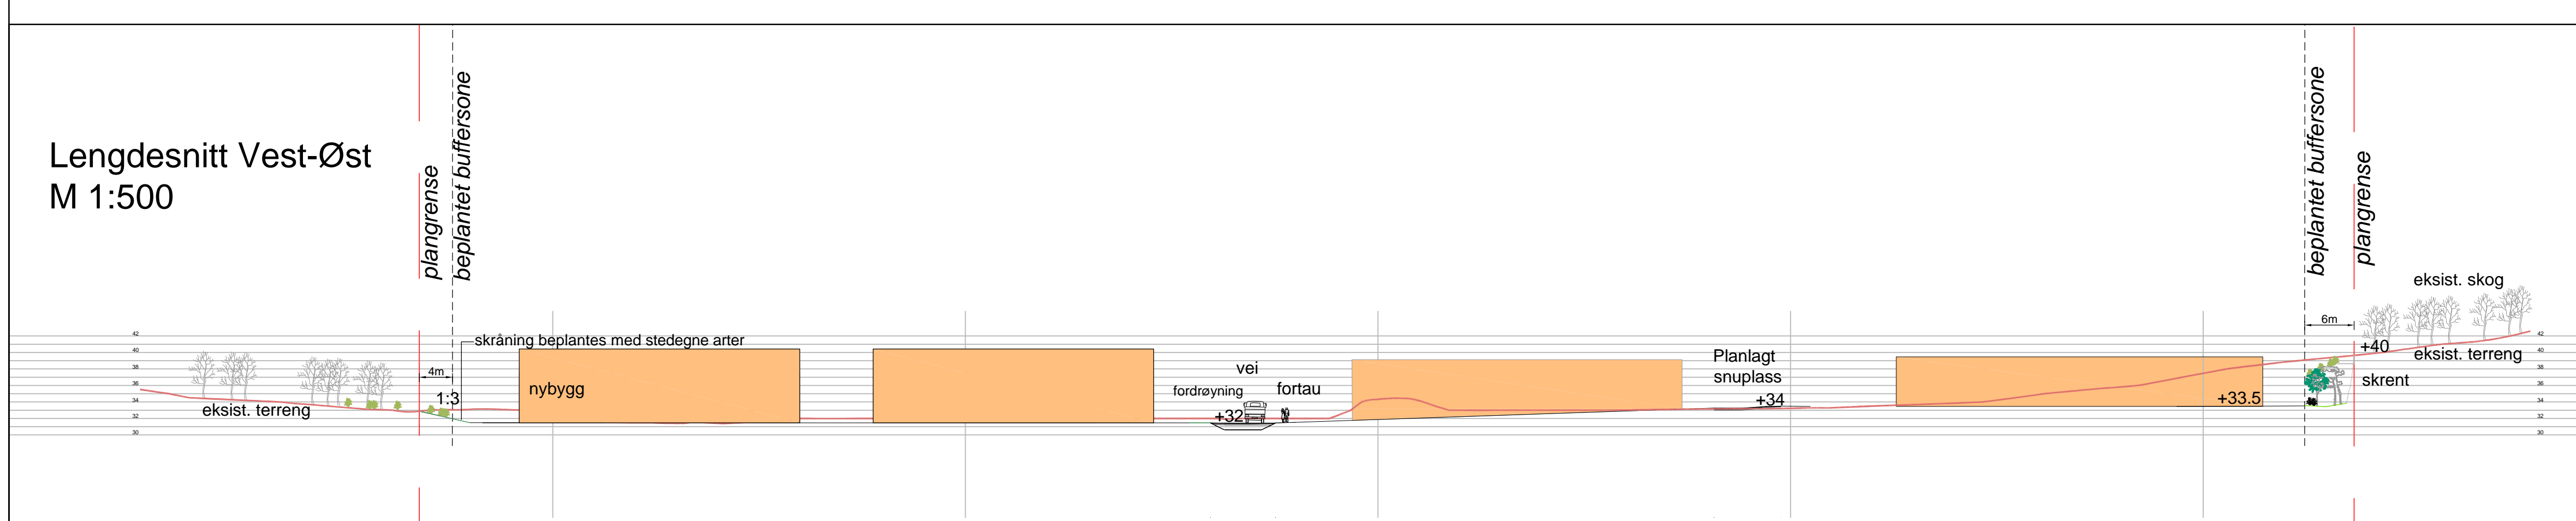 Lengdesnitt Vest-Øst
M 1:500
plangrense
beplantet buffersone
beplantet buffersone
plangrense
eksist. skog
6m
42
40
38
36
34
32
30
skråning beplantes med stedegne arter
4m
1:3
eksist. terreng
nybygg
vei
fordrøyning
fortau
+32
Planlagt
snuplass
+34
+33.5
+40
eksist. terreng
skrent
42
40
38
36
34
32
30